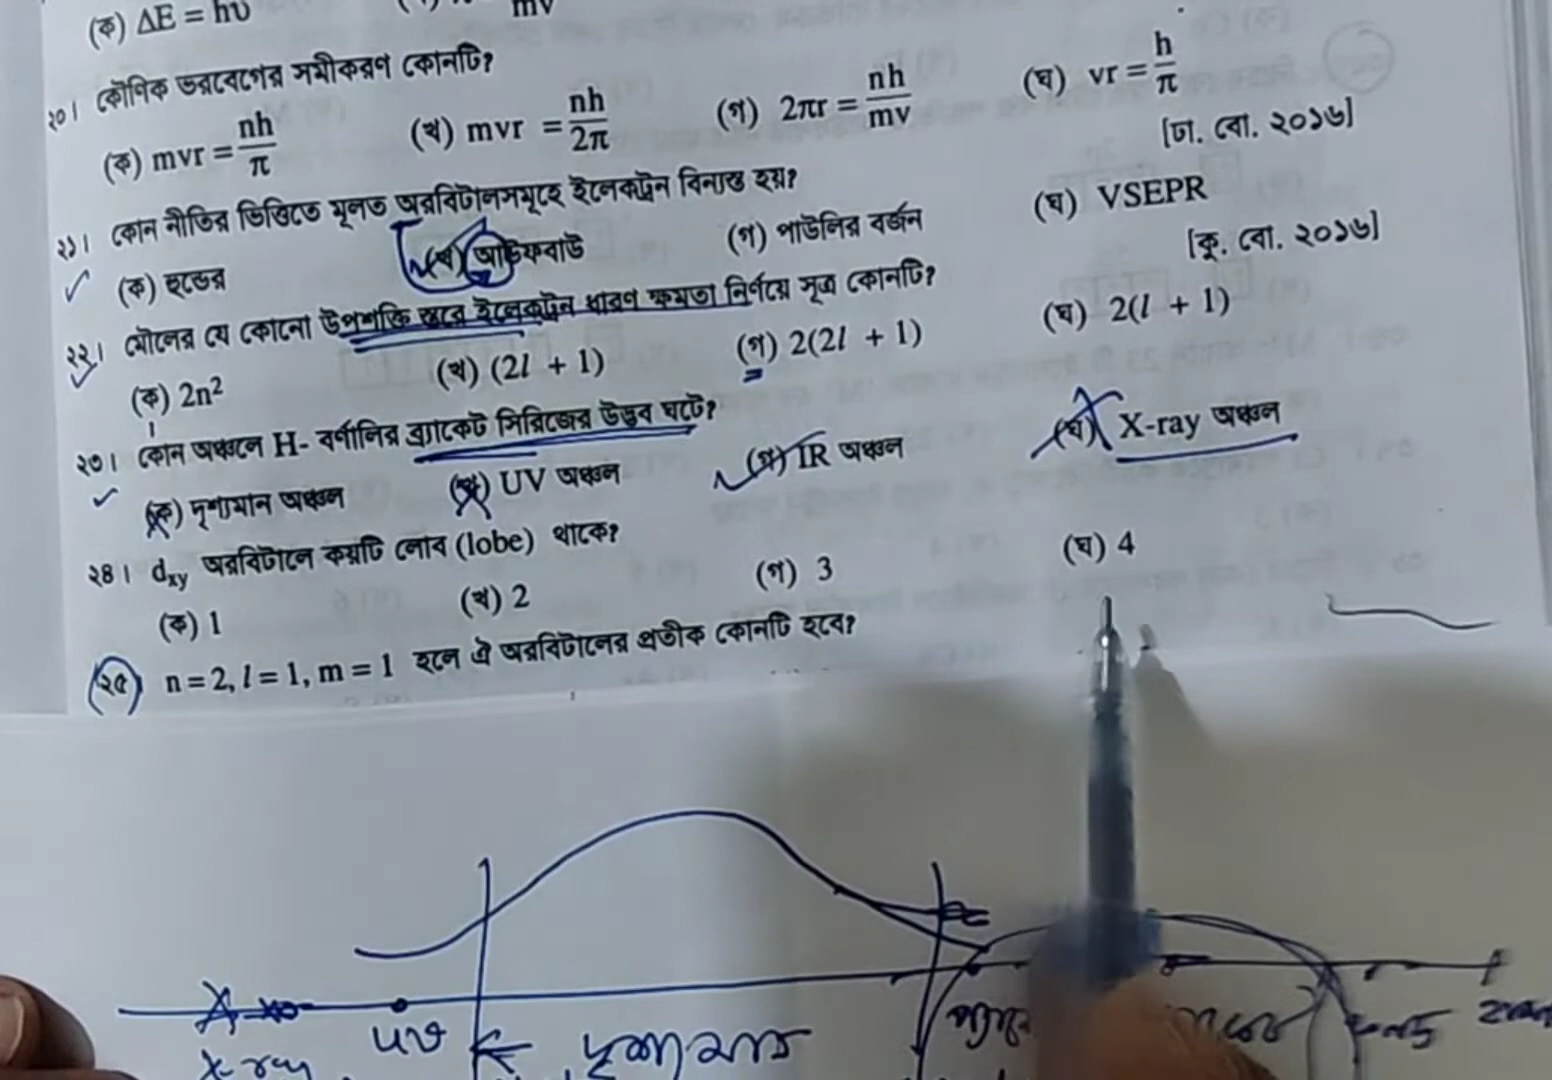 (ক) ΔE = hυ
mv
২০। কৌণিক ভরবেগের সমীকরণ কোনটি?
(ক) mvr = nh/π (খ) mvr = nh/2π (গ) 2πr = nh/mv (ঘ) vr = h/π
[ঢা. বো. ২০১৬]
২১। কোন নীতির ভিত্তিতে মূলত অরবিটালসমূহে ইলেকট্রন বিন্যস্ত হয়?
(ক) হুন্ডের (খ) আউফবাউ (গ) পাউলির বর্জন (ঘ) VSEPR
[কু. বো. ২০১৬]
২২। মৌলের যে কোনো উপশক্তি স্তরে ইলেকট্রন ধারণ ক্ষমতা নির্ণয়ে সূত্র কোনটি?
(ক) 2n² (খ) (2l + 1) (গ) 2(2l + 1) (ঘ) 2(l + 1)
২৩। কোন অঞ্চলে H- বর্ণালির ব্র্যাকেট সিরিজের উদ্ভব ঘটে?
(ক) দৃশ্যমান অঞ্চল (খ) UV অঞ্চল (গ) IR অঞ্চল (ঘ) X-ray অঞ্চল
২৪। dxy অরবিটালে কয়টি লোব (lobe) থাকে?
(ক) 1 (খ) 2 (গ) 3 (ঘ) 4
২৫ n = 2, l = 1, m = 1 হলে ঐ অরবিটালের প্রতীক কোনটি হবে?
X-ray দৃশ্যমান